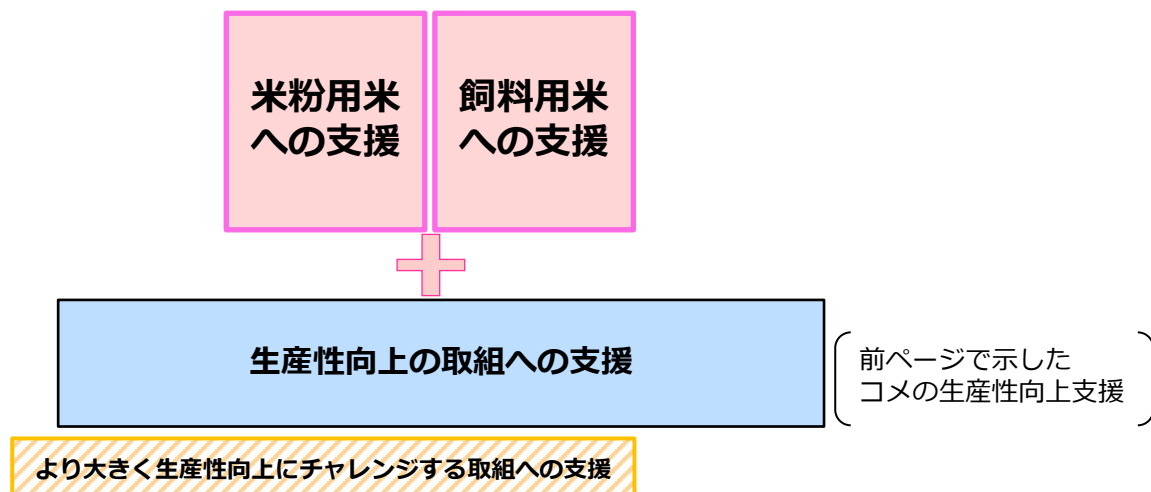 米粉用米
への支援
飼料用米
への支援
生産性向上の取組への支援
前ページで示した
コメの生産性向上支援
より大きく生産性向上にチャレンジする取組への支援